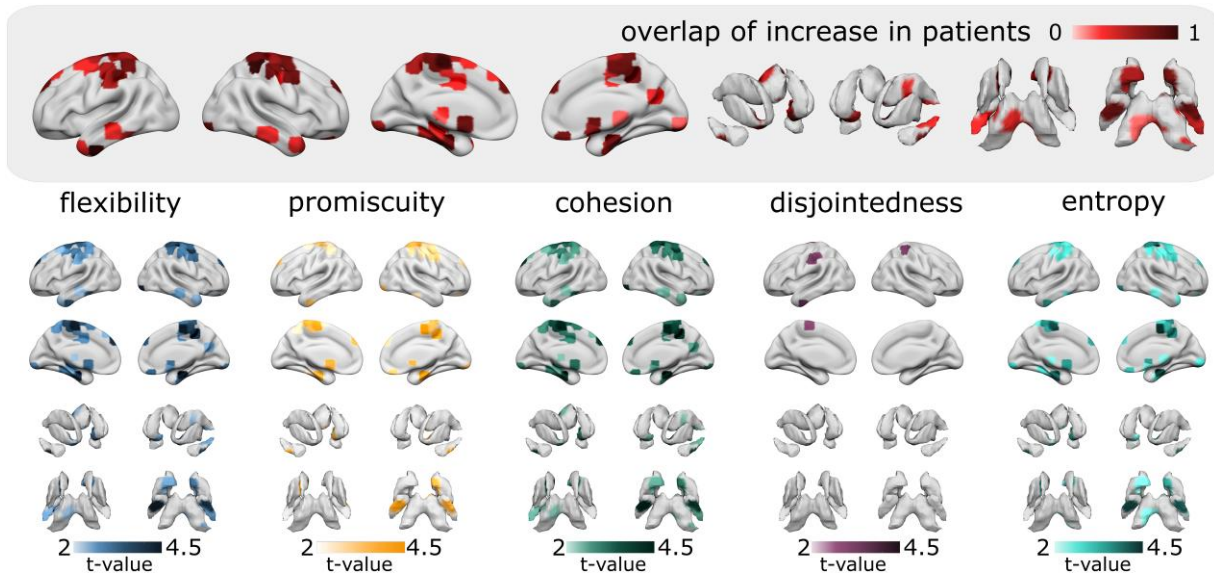 overlap of increase in patients 0 1
flexibility promiscuity cohesion disjointedness entropy
2 4.5 2 4.5 2 4.5 2 4.5 2 4.5
t-value t-value t-value t-value t-value